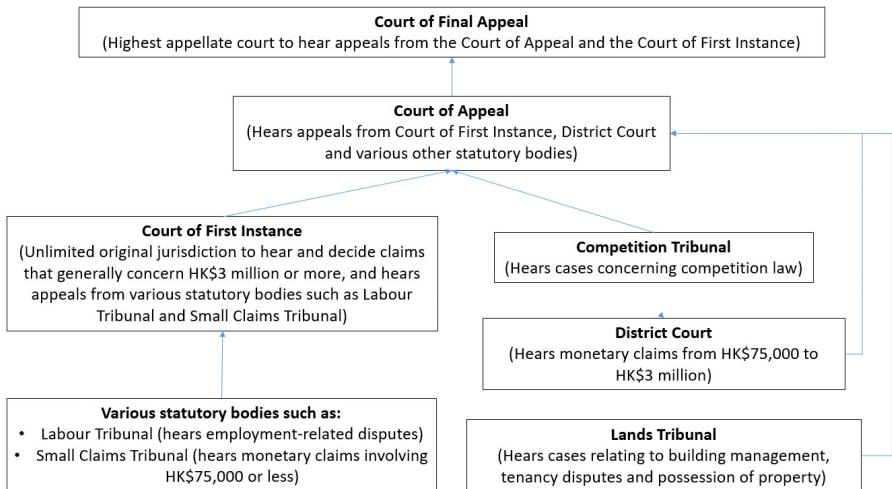 Court of Final Appeal
(Highest appellate court to hear appeals from the Court of Appeal and the Court of First Instance)
Court of Appeal
(Hears appeals from Court of First Instance, District Court
and various other statutory bodies)
Court of First Instance
(Unlimited original jurisdiction to hear and decide claims
that generally concern HK$3 million or more, and hears
appeals from various statutory bodies such as Labour
Tribunal and Small Claims Tribunal)
Competition Tribunal
(Hears cases concerning competition law)
District Court
(Hears monetary claims from HK$75,000 to
HK$3 million)
Various statutory bodies such as:
• Labour Tribunal (hears employment-related disputes)
• Small Claims Tribunal (hears monetary claims involving
HK$75,000 or less)
Lands Tribunal
(Hears cases relating to building management,
tenancy disputes and possession of property)